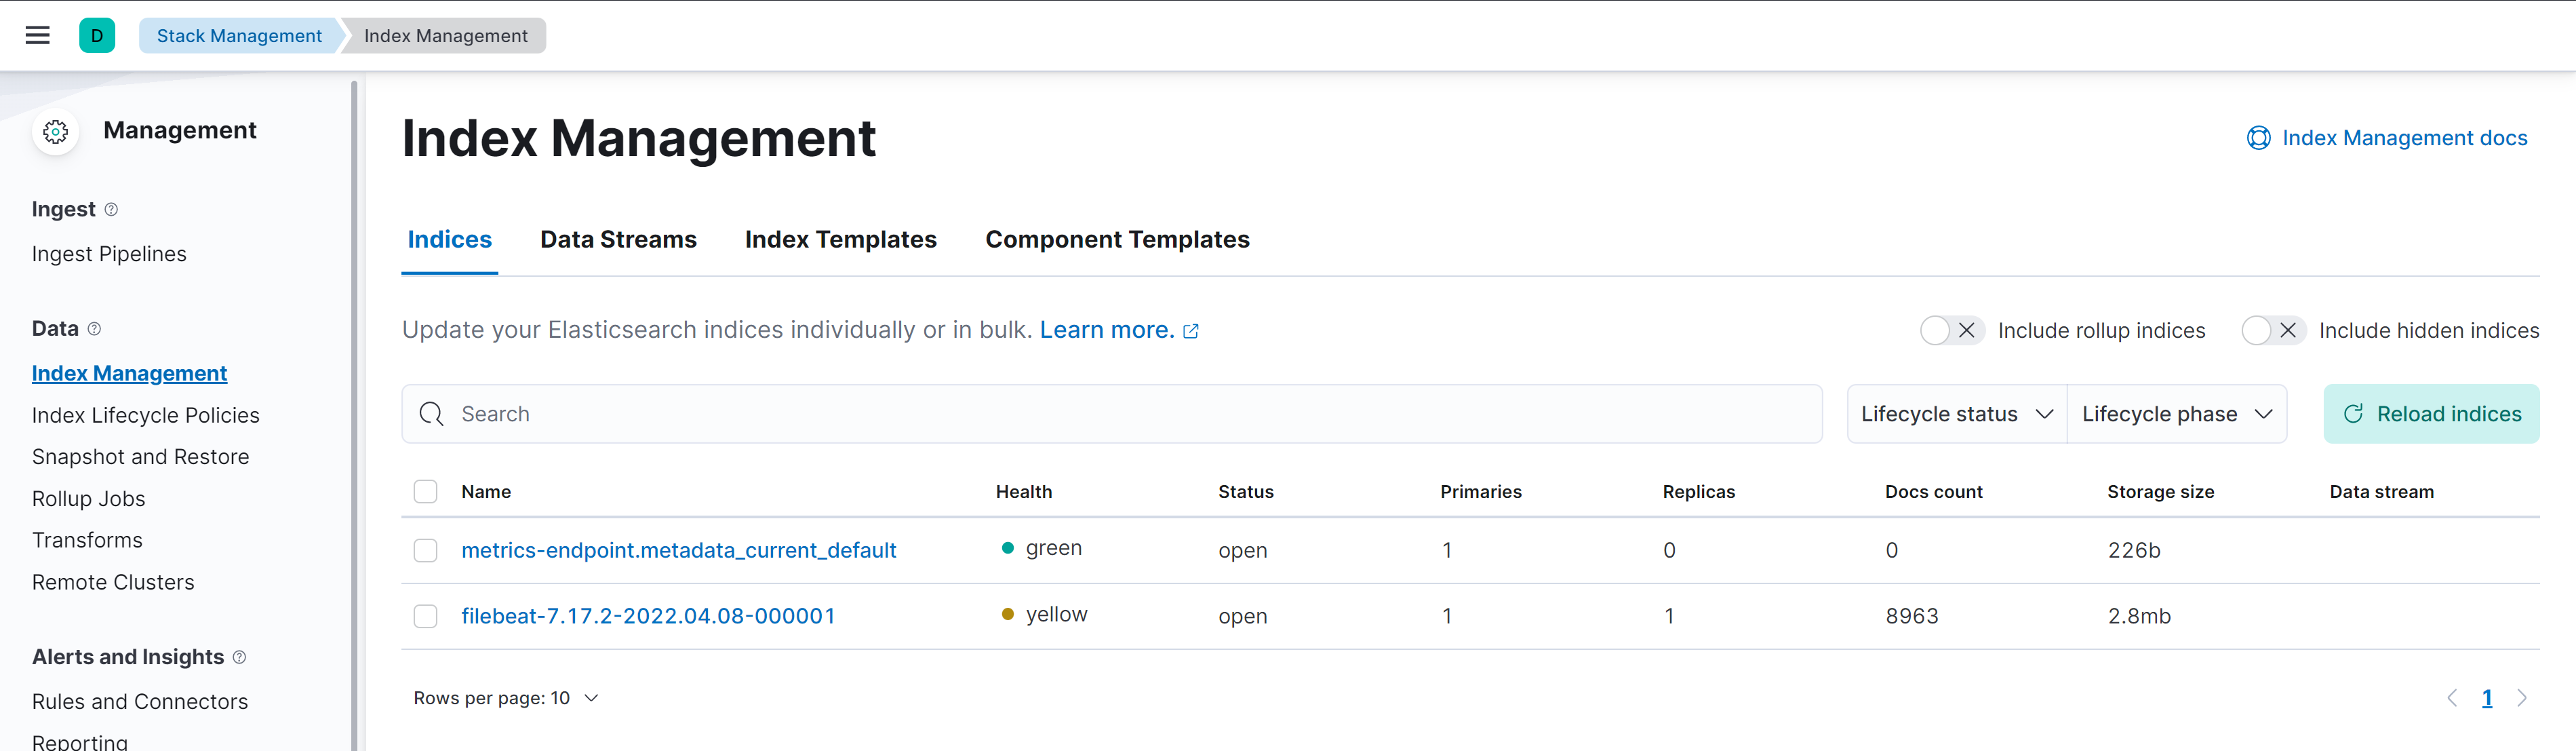 D Stack Management Index Management
Management
Ingest
Ingest Pipelines
Data
Index Management
Index Lifecycle Policies
Snapshot and Restore
Rollup Jobs
Transforms
Remote Clusters
Alerts and Insights
Rules and Connectors
Reporting
Index Management
Index Management docs
Indices Data Streams Index Templates Component Templates
Update your Elasticsearch indices individually or in bulk. Learn more.
Include rollup indices Include hidden indices
Search Lifecycle status Lifecycle phase Reload indices
Name Health Status Primaries Replicas Docs count Storage size Data stream
metrics-endpoint.metadata_current_default green open 1 0 0 226b
filebeat-7.17.2-2022.04.08-000001 yellow open 1 1 8963 2.8mb
Rows per page: 10 1